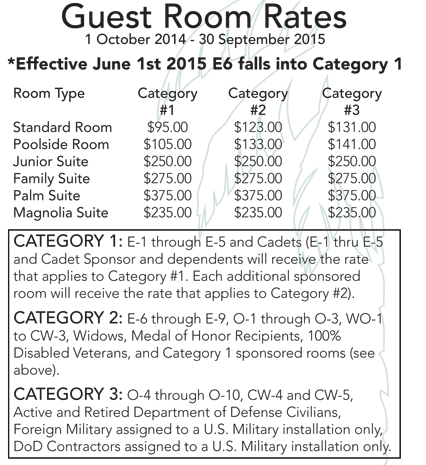 Guest Room Rates
1 October 2014 - 30 September 2015
*Effective June 1st 2015 E6 falls into Category 1
Room Type Category #1 Category #2 Category #3
Standard Room $95.00 $123.00 $131.00
Poolside Room $105.00 $133.00 $141.00
Junior Suite $250.00 $250.00 $250.00
Family Suite $275.00 $275.00 $275.00
Palm Suite $375.00 $375.00 $375.00
Magnolia Suite $235.00 $235.00 $235.00
CATEGORY 1: E-1 through E-5 and Cadets (E-1 thru E-5
and Cadet Sponsor and dependents will receive the rate
that applies to Category #1. Each additional sponsored
room will receive the rate that applies to Category #2).
CATEGORY 2: E-6 through E-9, O-1 through O-3, WO-1
to CW-3, Widows, Medal of Honor Recipients, 100%
Disabled Veterans, and Category 1 sponsored rooms (see
above).
CATEGORY 3: O-4 through O-10, CW-4 and CW-5,
Active and Retired Department of Defense Civilians,
Foreign Military assigned to a U.S. Military installation only,
DoD Contractors assigned to a U.S. Military installation only.